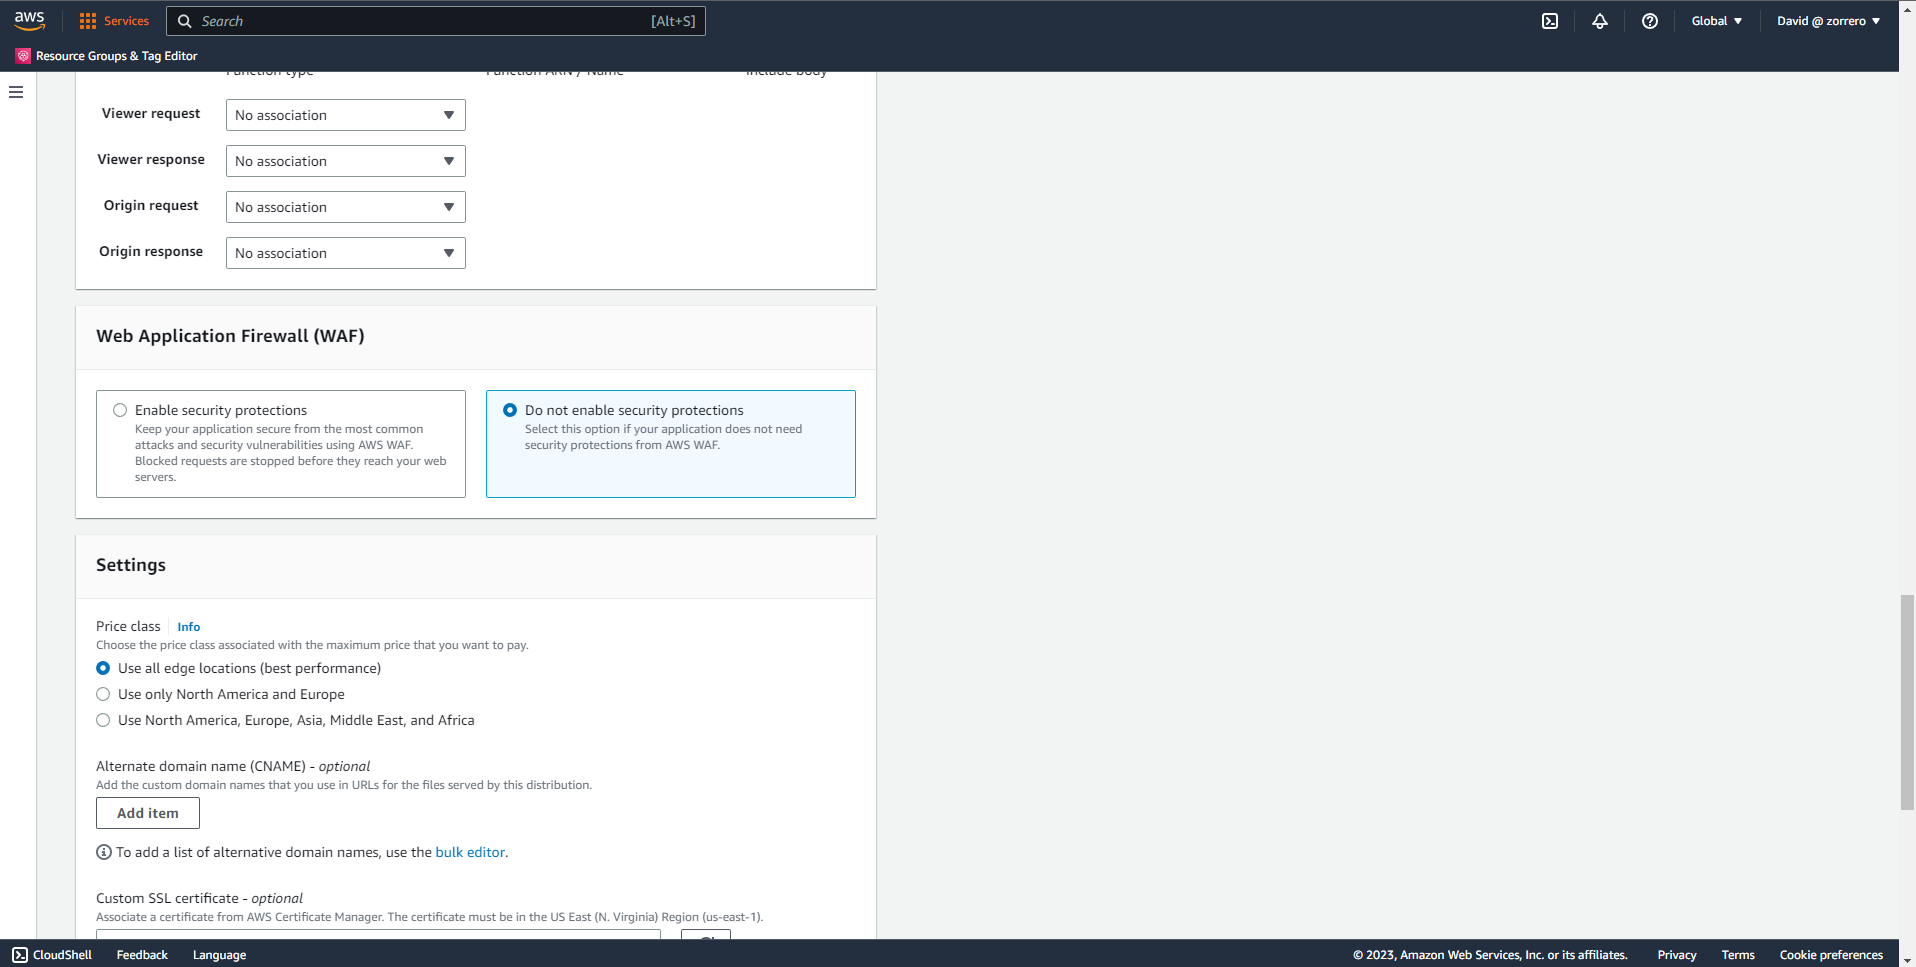 aws
Services
Search
[Alt+S]
Global
David @ zorrero
Resource Groups & Tag Editor
Function type
Function ARN / Name
Include body
Viewer request
No association
Viewer response
No association
Origin request
No association
Origin response
No association
Web Application Firewall (WAF)
Enable security protections
Keep your application secure from the most common
attacks and security vulnerabilities using AWS WAF.
Blocked requests are stopped before they reach your web
servers.
Do not enable security protections
Select this option if your application does not need
security protections from AWS WAF.
Settings
Price class
Info
Choose the price class associated with the maximum price that you want to pay.
Use all edge locations (best performance)
Use only North America and Europe
Use North America, Europe, Asia, Middle East, and Africa
Alternate domain name (CNAME) - optional
Add the custom domain names that you use in URLs for the files served by this distribution.
Add item
To add a list of alternative domain names, use the bulk editor.
Custom SSL certificate - optional
Associate a certificate from AWS Certificate Manager. The certificate must be in the US East (N. Virginia) Region (us-east-1).
CloudShell
Feedback
Language
© 2023, Amazon Web Services, Inc. or its affiliates.
Privacy
Terms
Cookie preferences